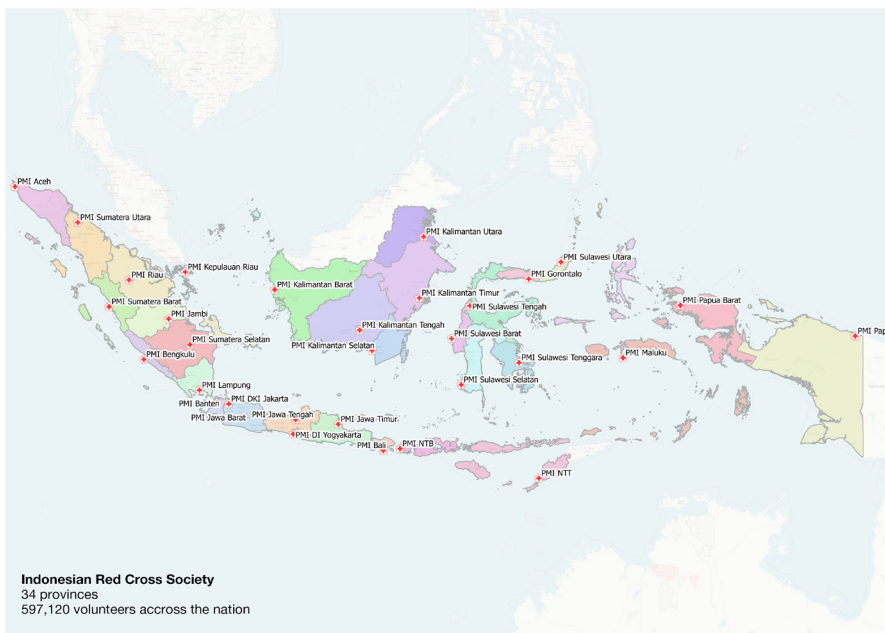 PMI Aceh
PMI Sumatera Utara
PMI Kalimantan Utara
PMI Sulawesi Utara
PMI Kepulauan Riau
PMI Riau
PMI Gorontalo
PMI Kalimantan Barat
PMI Kalimantan Timur
PMI Sumatera Barat
PMI Sulawesi Tengah
PMI Papua Barat
PMI Jambi
PMI Kalimantan Tengah
PMI Sulawesi Barat
PMI Pap
PMI Sumatera Selatan
PMI Kalimantan Selatan
PMI Bengkulu
PMI Sulawesi Tenggara
PMI Maluku
PMI Sulawesi Selatan
PMI Lampung
PMI Banten
PMI DKI Jakarta
PMI Jawa Barat
PMI Jawa Tengah
PMI Jawa Timur
PMI DI Yogyakarta
PMI Bali
PMI NTB
PMI NTT
Indonesian Red Cross Society
34 provinces
597,120 volunteers accross the nation